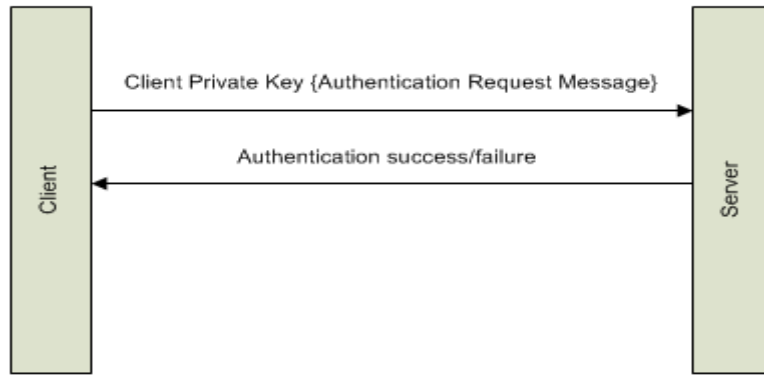 Client Private Key {Authentication Request Message}
Authentication success/failure
Client
Server